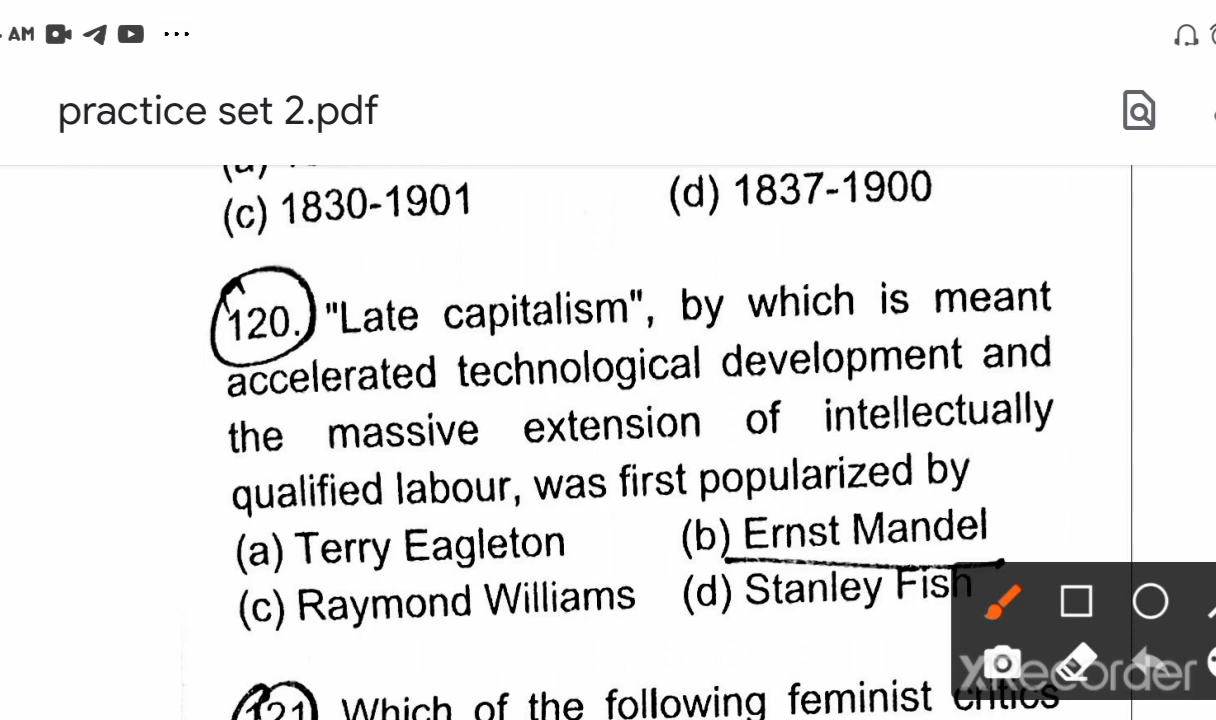 AM
practice set 2.pdf
(c) 1830-1901 (d) 1837-1900
120. "Late capitalism", by which is meant
accelerated technological development and
the massive extension of intellectually
qualified labour, was first popularized by
(a) Terry Eagleton (b) Ernst Mandel
(c) Raymond Williams (d) Stanley Fish
XRecorder
121. Which of the following feminist critics